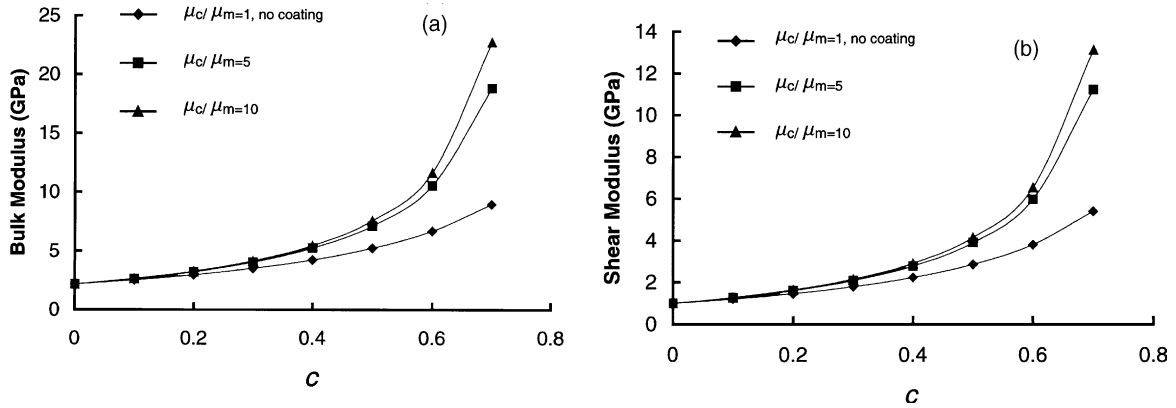 25
20
15
10
5
0
Bulk Modulus (GPa)
μc/ μm=1, no coating
μc/ μm=5
μc/ μm=10
(a)
0 0.2 0.4 0.6 0.8
c
14
12
10
8
6
4
2
0
Shear Modulus (GPa)
μc/ μm=1, no coating
μc/ μm=5
μc/ μm=10
(b)
0 0.2 0.4 0.6 0.8
c